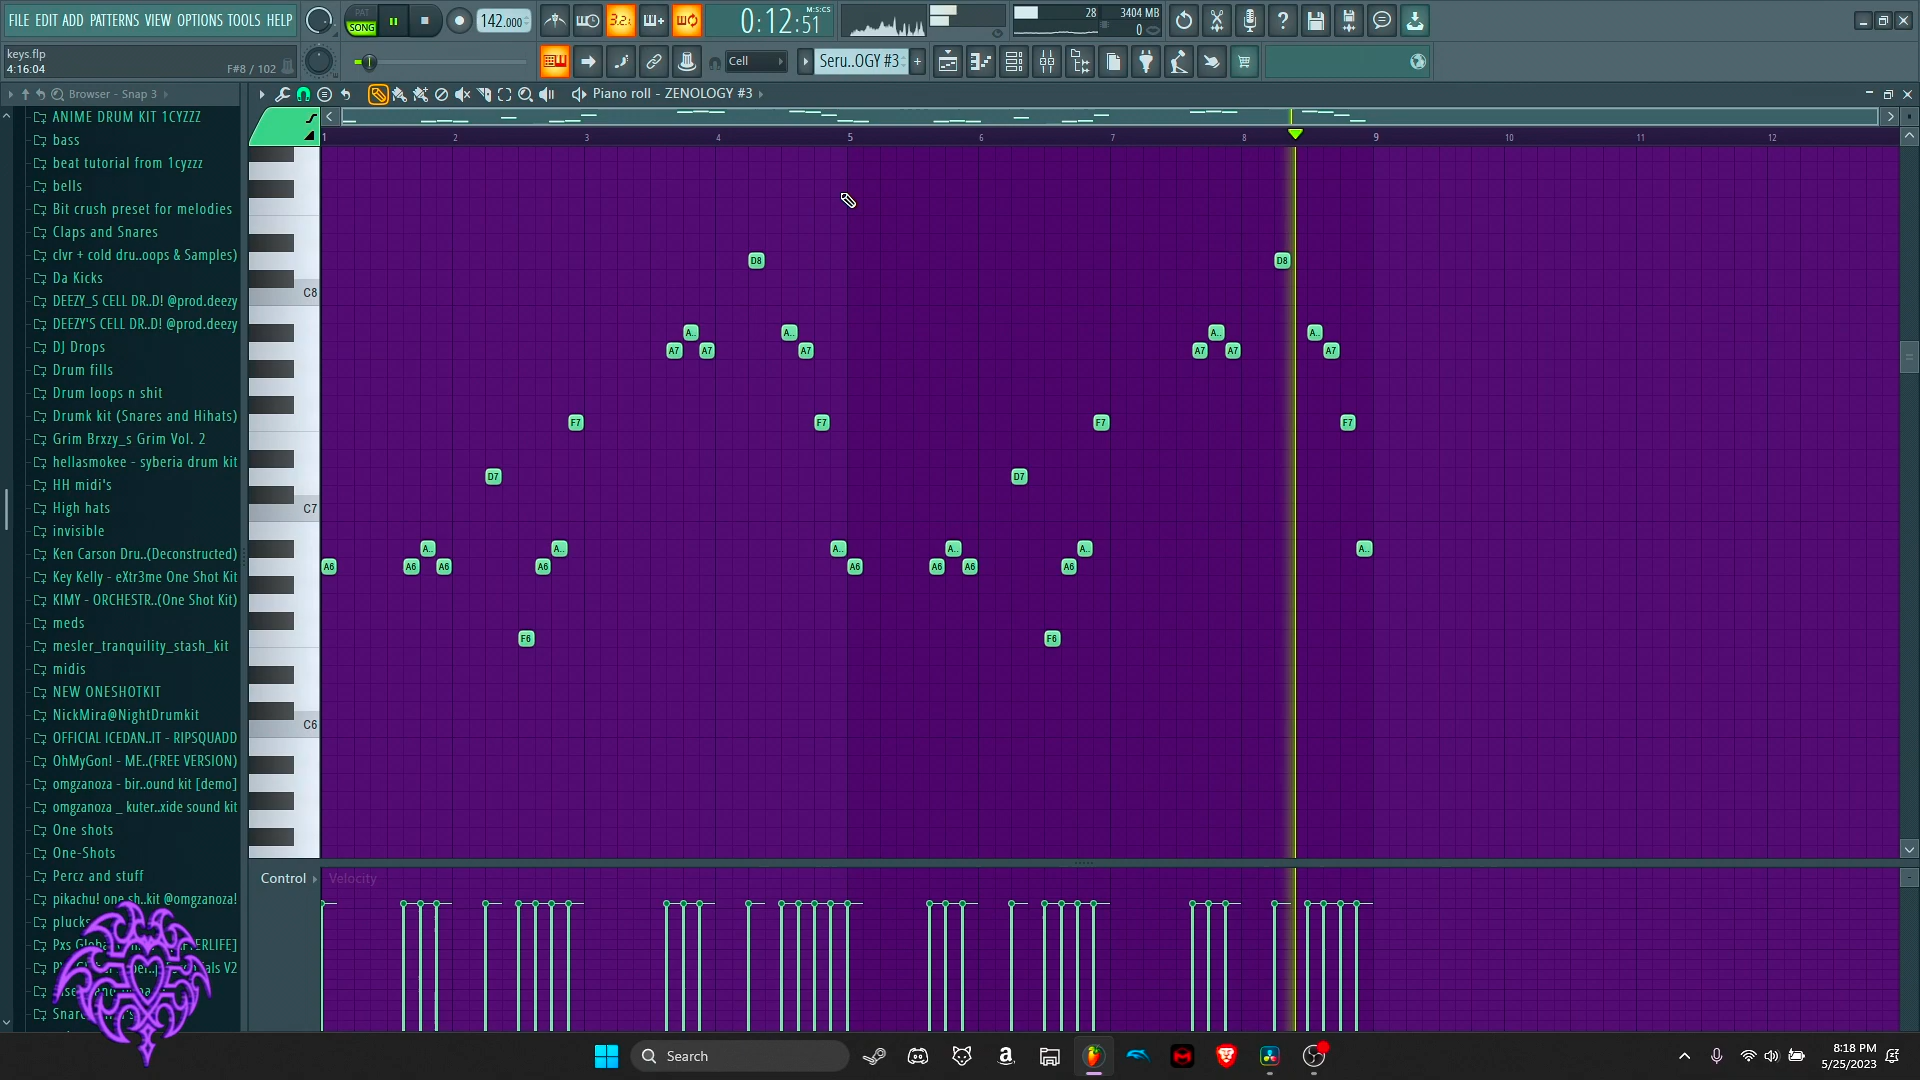 FILE EDIT ADD PATTERNS VIEW OPTIONS TOOLS HELP
PAT
SONG
142.000
3.2.
0:12:51
M:S:CS
28
3404 MB
0
keys.flp
4:16:04
F#8 / 102
Cell
Seru..OGY #3
Browser - Snap 3
Piano roll - ZENOLOGY #3
ANIME DRUM KIT 1CYZZZ
bass
beat tutorial from 1cyzzz
bells
Bit crush preset for melodies
Claps and Snares
clvr + cold dru..oops & Samples)
Da Kicks
DEEZY_S CELL DR..D! @prod.deezy
DEEZY'S CELL DR..D! @prod.deezy
DJ Drops
Drum fills
Drum loops n shit
Drumk kit (Snares and Hihats)
Grim Brxzy_s Grim Vol. 2
hellasmokee - syberia drum kit
HH midi's
High hats
invisible
Ken Carson Dru..(Deconstructed)
Key Kelly - eXtr3me One Shot Kit
KIMY - ORCHESTR..(One Shot Kit)
meds
mesler_tranquility_stash_kit
midis
NEW ONESHOTKIT
NickMira@NightDrumkit
OFFICIAL ICEDAN..IT - RIPSQUADD
OhMyGon! - ME..(FREE VERSION)
omgzanoza - bir..ound kit [demo]
omgzanoza _ kuter..xide sound kit
One shots
One-Shots
Percz and stuff
pikachu! one sh..kit @omgzanoza!
1 2 3 4 5 6 7 8 9 10 11 12
D8 D8
C8
A.. A.. A.. A..
A7 A7 A7 A7 A7 A7
F7 F7 F7 F7
D7 D7
C7
A.. A.. A.. A.. A.. A..
A6 A6 A6 A6 A6 A6 A6 A6
F6 F6
C6
Control
Velocity
Search
8:18 PM
5/25/2023